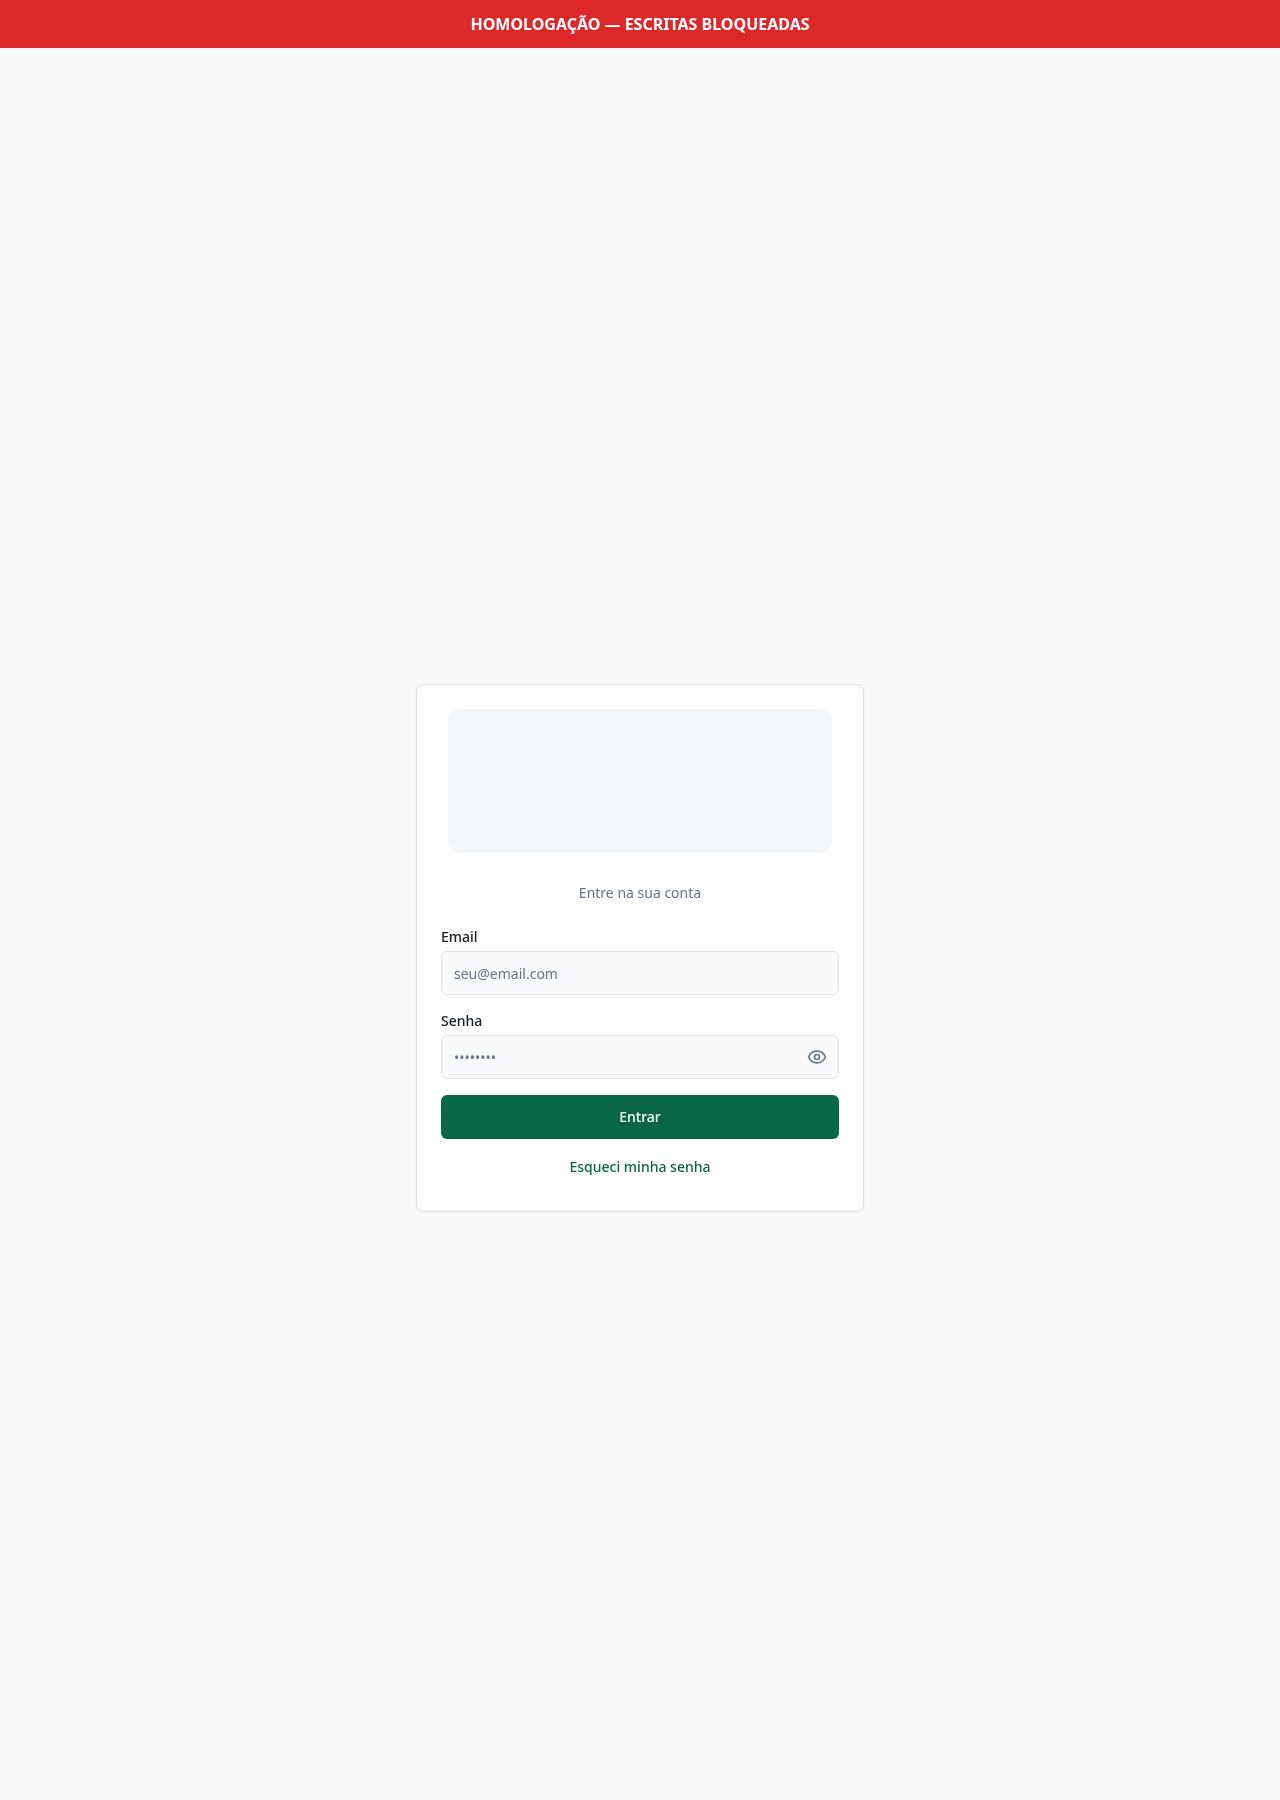 HOMOLOGAÇÃO — ESCRITAS BLOQUEADAS
Entre na sua conta
Email
seu@email.com
Senha
••••••••
Entrar
Esqueci minha senha